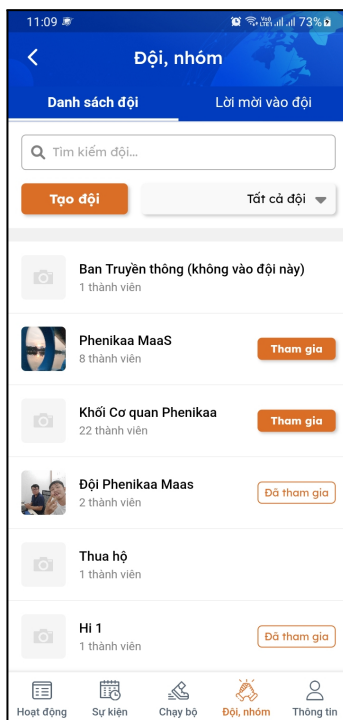 11:09 73%
Đội, nhóm
Danh sách đội Lời mời vào đội
Tìm kiếm đội...
Tạo đội Tất cả đội
Ban Truyền thông (không vào đội này)
1 thành viên
Phenikaa MaaS
8 thành viên
Tham gia
Khối Cơ quan Phenikaa
22 thành viên
Tham gia
Đội Phenikaa Maas
2 thành viên
Đã tham gia
Thua hộ
1 thành viên
Hi 1
1 thành viên
Đã tham gia
Hoạt động Sự kiện Chạy bộ Đội, nhóm Thông tin